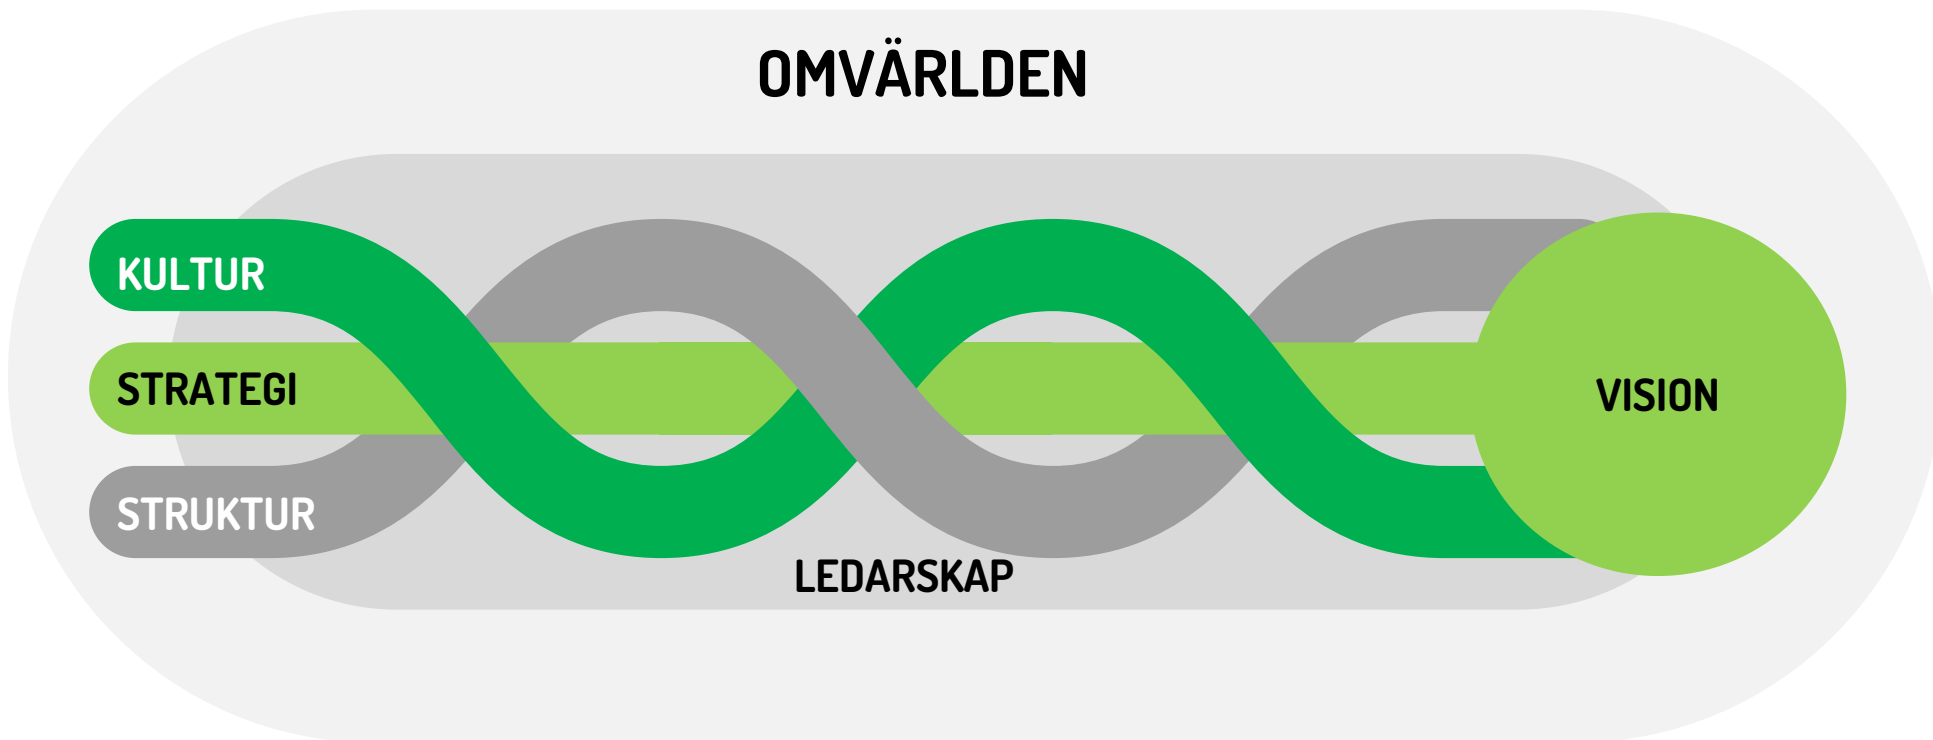 OMVÄRLDEN
KULTUR
STRATEGI
VISION
STRUKTUR
LEDARSKAP